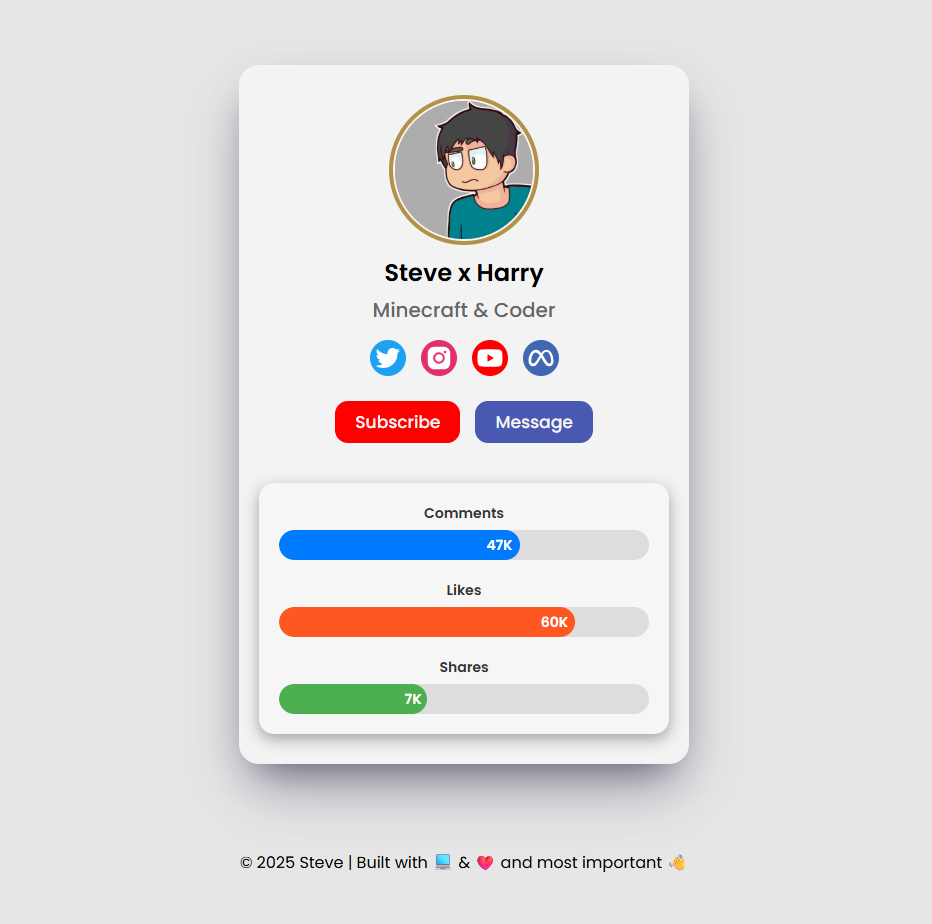 Steve x Harry
Minecraft & Coder
Subscribe
Message
Comments
47K
Likes
60K
Shares
7K
© 2025 Steve | Built with 💻 & 💖 and most important 👋